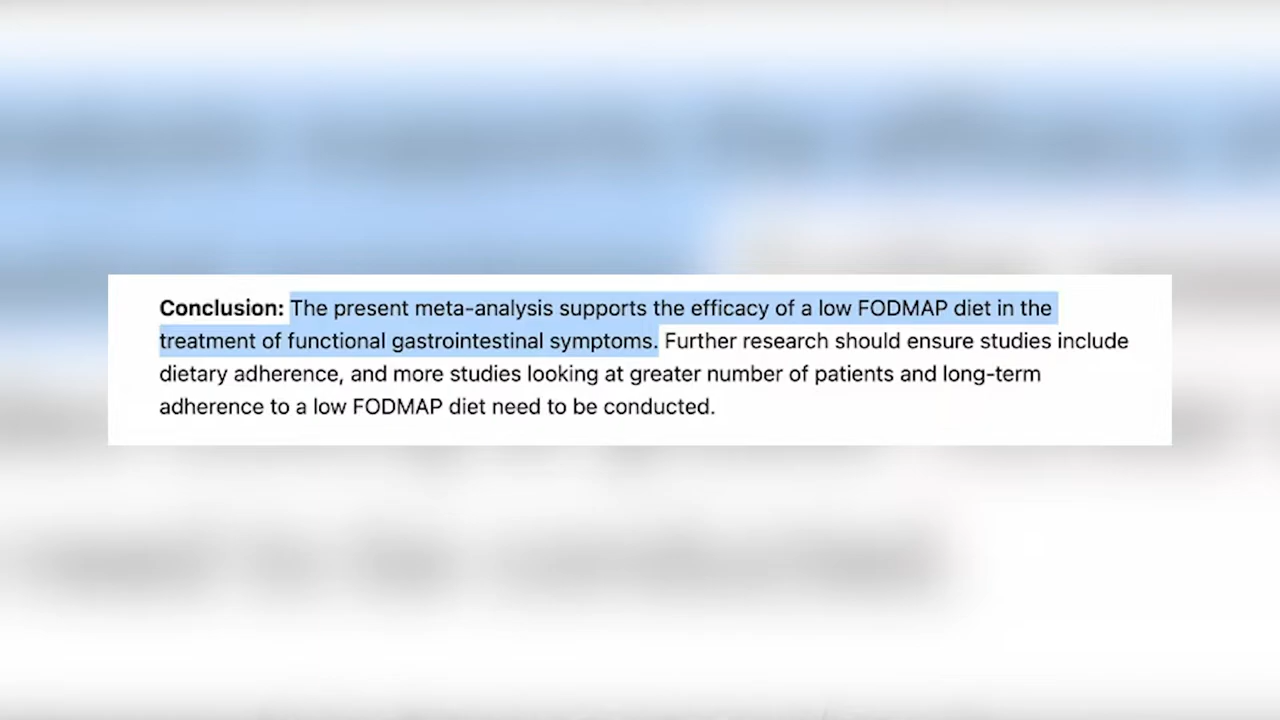 Conclusion: The present meta-analysis supports the efficacy of a low FODMAP diet in the
treatment of functional gastrointestinal symptoms. Further research should ensure studies include
dietary adherence, and more studies looking at greater number of patients and long-term
adherence to a low FODMAP diet need to be conducted.